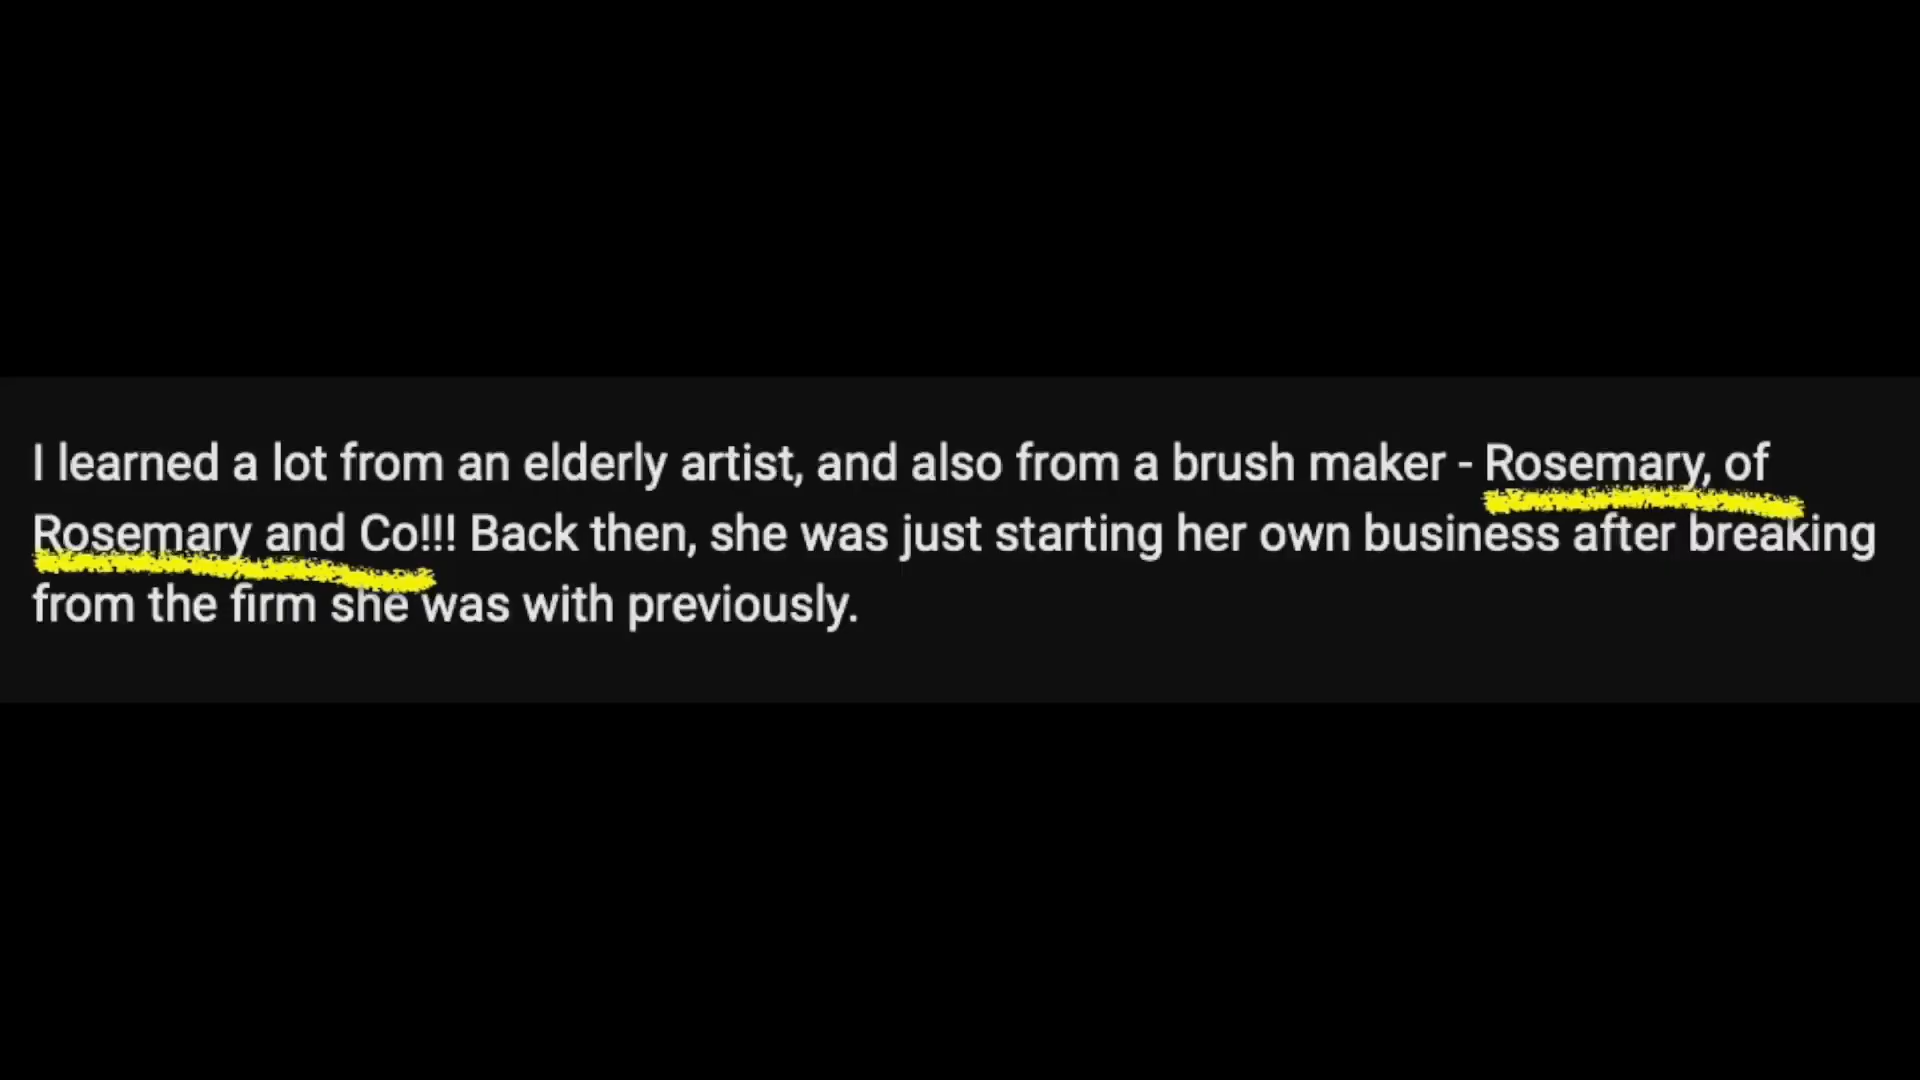 I learned a lot from an elderly artist, and also from a brush maker - Rosemary, of
Rosemary and Co!!! Back then, she was just starting her own business after breaking
from the firm she was with previously.